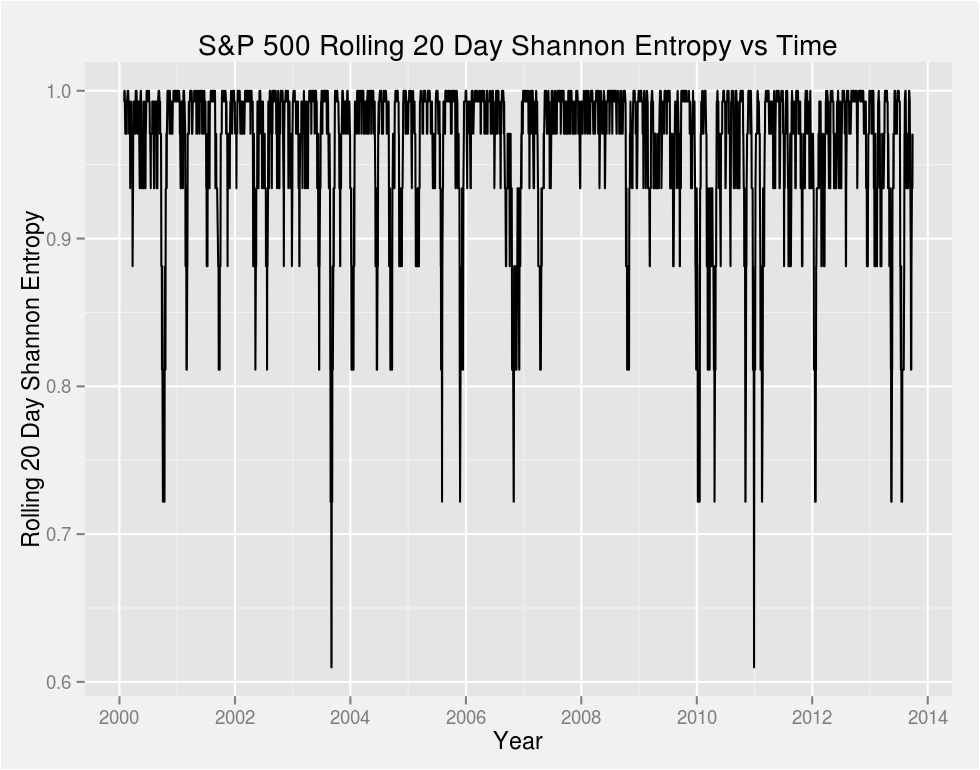 S&P 500 Rolling 20 Day Shannon Entropy vs Time
Rolling 20 Day Shannon Entropy
1.0
0.9
0.8
0.7
0.6
2000 2002 2004 2006 2008 2010 2012 2014
Year